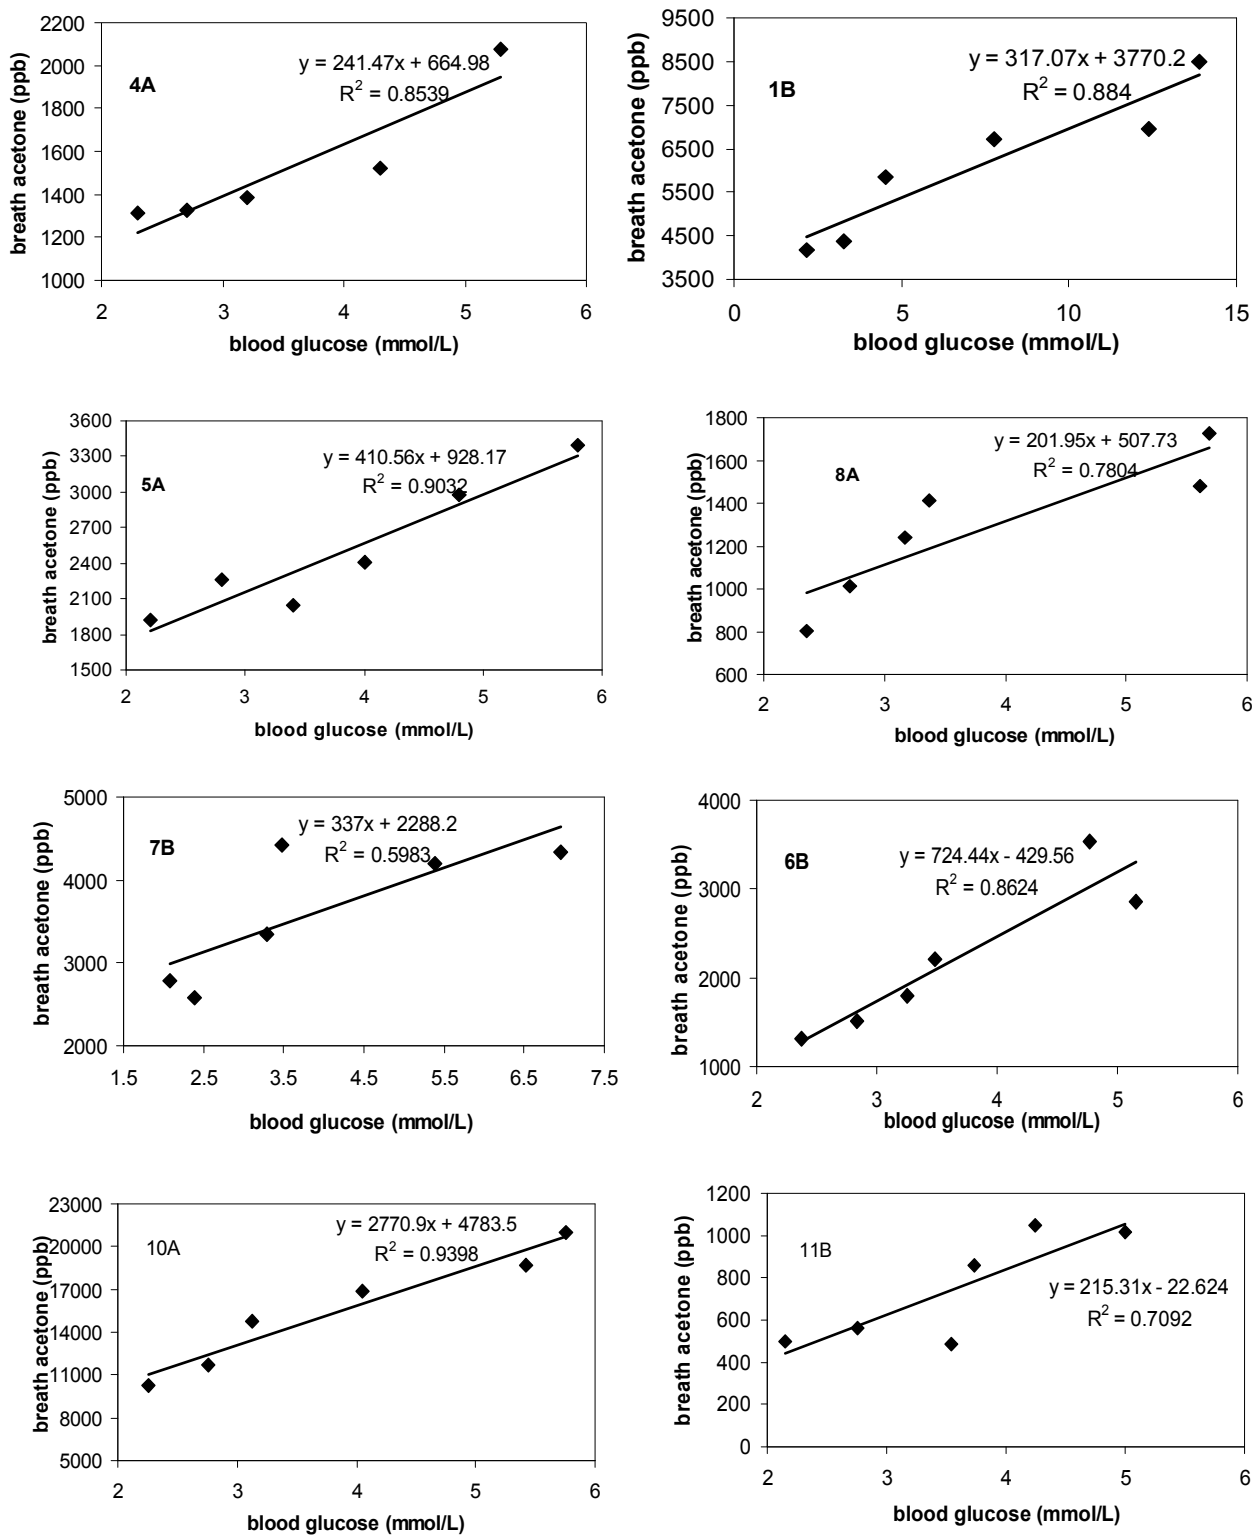 2200
2000
1800
1600
1400
1200
1000
breath acetone (ppb)
4A
y = 241.47x + 664.98
R² = 0.8539
2 3 4 5 6
blood glucose (mmol/L)
9500
8500
7500
6500
5500
4500
3500
breath acetone (ppb)
1B
y = 317.07x + 3770.2
R² = 0.884
0 5 10 15
blood glucose (mmol/L)
3600
3300
3000
2700
2400
2100
1800
1500
breath acetone (ppb)
5A
y = 410.56x + 928.17
R² = 0.9032
2 3 4 5 6
blood glucose (mmol/L)
1800
1600
1400
1200
1000
800
600
breath acetone (ppb)
8A
y = 201.95x + 507.73
R² = 0.7804
2 3 4 5 6
blood glucose (mmol/L)
5000
4000
3000
2000
breath acetone (ppb)
7B
y = 337x + 2288.2
R² = 0.5983
1.5 2.5 3.5 4.5 5.5 6.5 7.5
blood glucose (mmol/L)
4000
3000
2000
1000
breath acetone (ppb)
6B
y = 724.44x - 429.56
R² = 0.8624
2 3 4 5 6
blood glucose (mmol/L)
23000
20000
17000
14000
11000
8000
5000
breath acetone (ppb)
10A
y = 2770.9x + 4783.5
R² = 0.9398
2 3 4 5 6
blood glucose (mmol/L)
1200
1000
800
600
400
200
0
breath acetone (ppb)
11B
y = 215.31x - 22.624
R² = 0.7092
2 3 4 5 6
blood glucose (mmol/L)